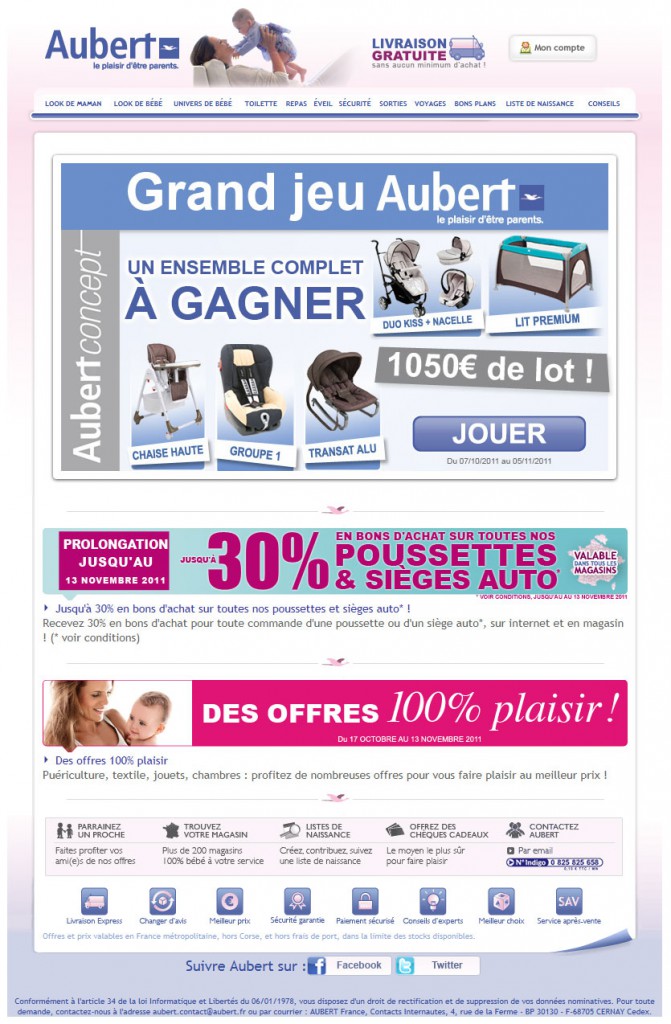 Aubert
le plaisir d'être parents.
LIVRAISON
GRATUITE
sans aucun minimum d'achat !
Mon compte
LOOK DE MAMAN LOOK DE BÉBÉ UNIVERS DE BÉBÉ TOILETTE REPAS ÉVEIL SÉCURITÉ SORTIES VOYAGES BONS PLANS LISTE DE NAISSANCE CONSEILS
Grand jeu Aubert
le plaisir d'être parents.
Aubert concept
UN ENSEMBLE COMPLET
À GAGNER
DUO KISS + NACELLE
LIT PREMIUM
1050€ de lot !
CHAISE HAUTE
GROUPE 1
TRANSAT ALU
JOUER
Du 07/10/2011 au 05/11/2011
PROLONGATION
JUSQU'AU
13 NOVEMBRE 2011
JUSQU'À
30%
EN BONS D'ACHAT SUR TOUTES NOS
POUSSETTES
& SIÈGES AUTO*
VALABLE
DANS TOUS LES
MAGASINS
* VOIR CONDITIONS, JUSQU'AU AU 13 NOVEMBRE 2011
Jusqu'à 30% en bons d'achat sur toutes nos poussettes et sièges auto* !
Recevez 30% en bons d'achat pour toute commande d'une poussette ou d'un siège auto*, sur internet et en magasin
! (* voir conditions)
DES OFFRES 100% plaisir !
Du 17 OCTOBRE AU 13 NOVEMBRE 2011
Des offres 100% plaisir
Puériculture, textile, jouets, chambres : profitez de nombreuses offres pour vous faire plaisir au meilleur prix !
PARRAINEZ
UN PROCHE
Faites profiter vos
ami(e)s de nos offres
TROUVEZ
VOTRE MAGASIN
Plus de 200 magasins
100% bébé à votre service
LISTES DE
NAISSANCE
Créez, contribuez, suivez
une liste de naissance
OFFREZ DES
CHÈQUES CADEAUX
Le moyen le plus sûr
pour faire plaisir
CONTACTEZ
AUBERT
Par email
N°Indigo 0 825 825 658
Livraison Express
Changer d'avis
€
Meilleur prix
Sécurité garantie
Paiement sécurisé
Conseils d'experts
Meilleur choix
SAV
Service après-vente
Offres et prix valables en France métropolitaine, hors Corse, et hors frais de port, dans la limite des stocks disponibles.
Suivre Aubert sur : Facebook Twitter
Conformément à l'article 34 de la loi Informatique et Libertés du 06/01/1978, vous disposez d'un droit de rectification et de suppression de vos données nominatives. Pour toute
demande, contactez-nous à l'adresse aubert.contact@aubert.fr ou par courrier : AUBERT France, Contacts Internautes, 4, rue de la Ferme - BP 30130 - F-68705 CERNAY Cedex.